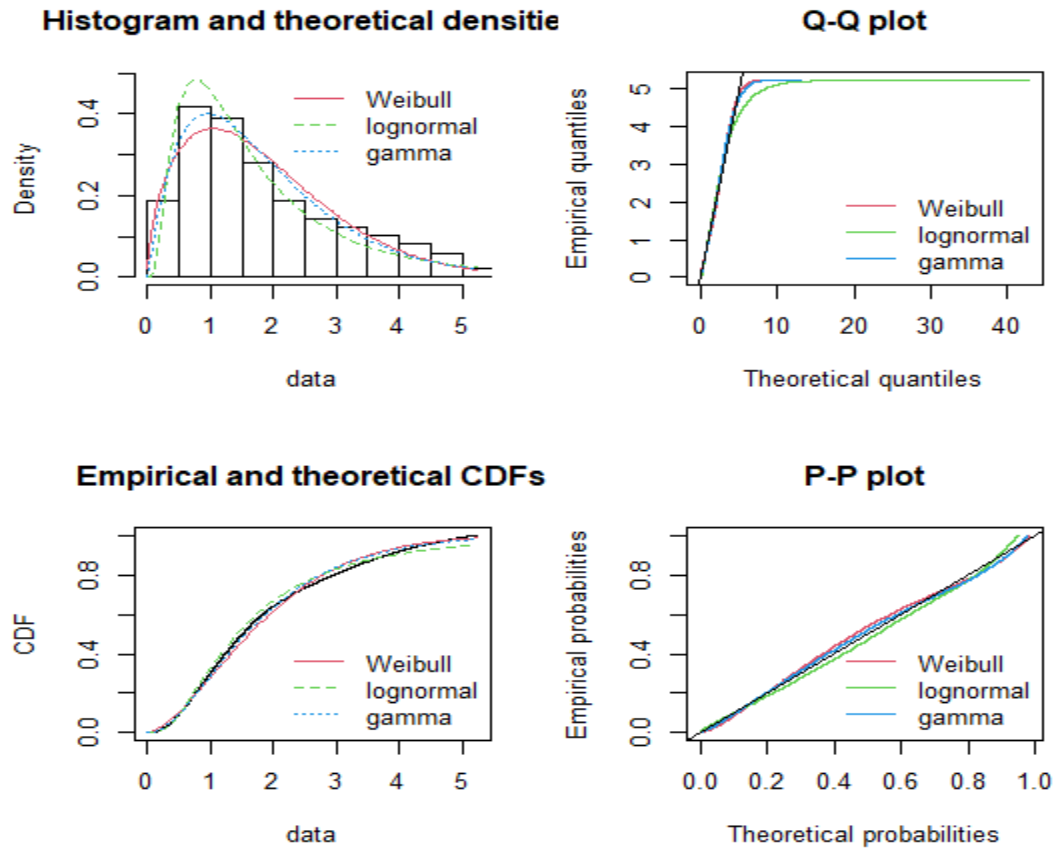 Histogram and theoretical densitie
Density
0.0 0.2 0.4
Weibull
lognormal
gamma
0 1 2 3 4 5
data
Q-Q plot
Empirical quantiles
0 1 2 3 4 5
Weibull
lognormal
gamma
0 10 20 30 40
Theoretical quantiles
Empirical and theoretical CDFs
CDF
0.0 0.4 0.8
Weibull
lognormal
gamma
0 1 2 3 4 5
data
P-P plot
Empirical probabilities
0.0 0.4 0.8
Weibull
lognormal
gamma
0.0 0.2 0.4 0.6 0.8 1.0
Theoretical probabilities